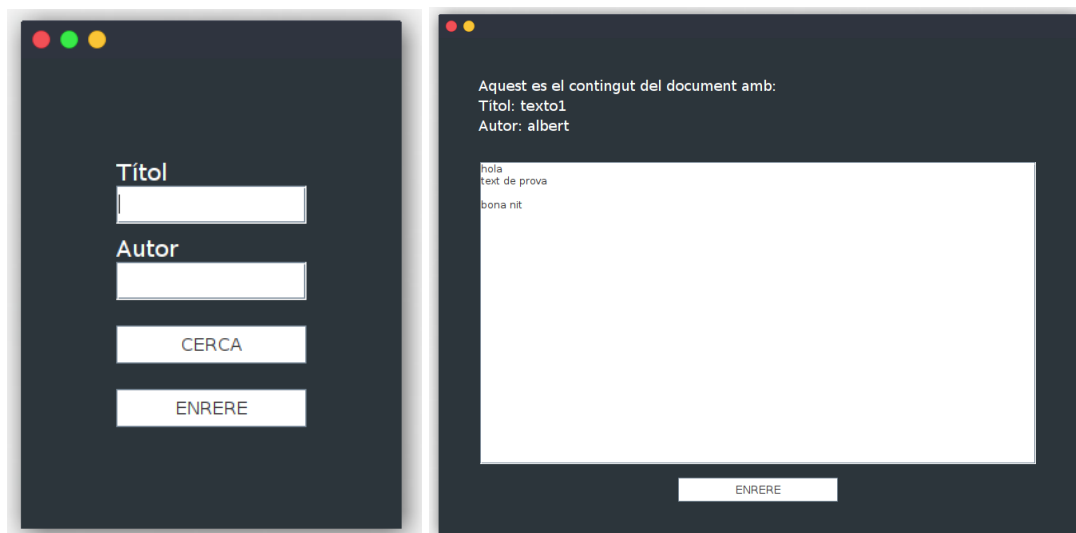 Títol
Autor
CERCA
ENRERE
Aquest es el contingut del document amb:
Titol: texto1
Autor: albert
hola
text de prova
bona nit
ENRERE